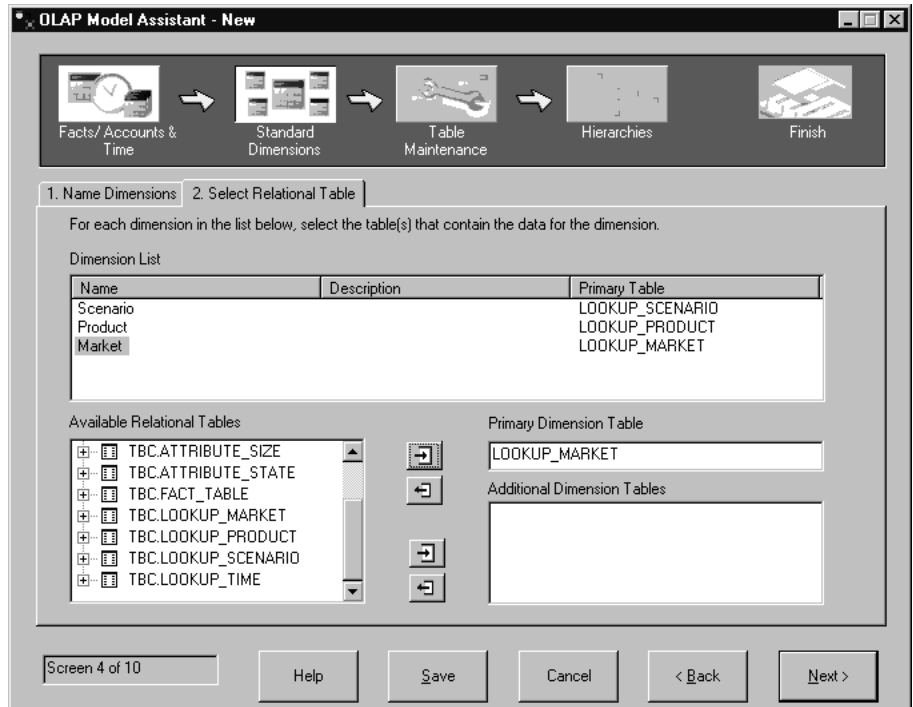 OLAP Model Assistant - New
Facts/ Accounts &
Time
Standard
Dimensions
Table
Maintenance
Hierarchies
Finish
1. Name Dimensions
2. Select Relational Table
For each dimension in the list below, select the table(s) that contain the data for the dimension.
Dimension List
Name Description Primary Table
Scenario LOOKUP_SCENARIO
Product LOOKUP_PRODUCT
Market LOOKUP_MARKET
Available Relational Tables
TBC.ATTRIBUTE_SIZE
TBC.ATTRIBUTE_STATE
TBC.FACT_TABLE
TBC.LOOKUP_MARKET
TBC.LOOKUP_PRODUCT
TBC.LOOKUP_SCENARIO
TBC.LOOKUP_TIME
Primary Dimension Table
LOOKUP_MARKET
Additional Dimension Tables
Screen 4 of 10
Help
Save
Cancel
< Back
Next >